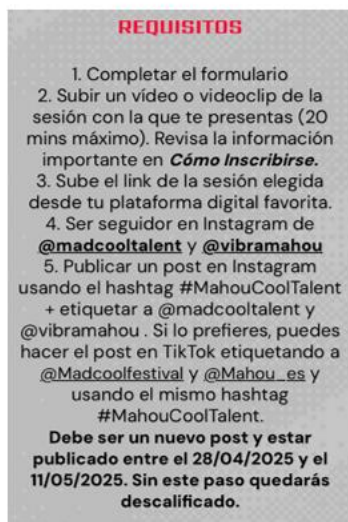 REQUISITOS
1. Completar el formulario
2. Subir un vídeo o videoclip de la
sesión con la que te presentas (20
mins máximo). Revisa la información
importante en Cómo Inscribirse.
3. Sube el link de la sesión elegida
desde tu plataforma digital favorita.
4. Ser seguidor en Instagram de
@madcooltalent y @vibramahou
5. Publicar un post en Instagram
usando el hashtag #MahouCoolTalent
+ etiquetar a @madcooltalent y
@vibramahou . Si lo prefieres, puedes
hacer el post en TikTok etiquetando a
@Madcoolfestival y @Mahou_es y
usando el mismo hashtag
#MahouCoolTalent.
Debe ser un nuevo post y estar
publicado entre el 28/04/2025 y el
11/05/2025. Sin este paso quedarás
descalificado.